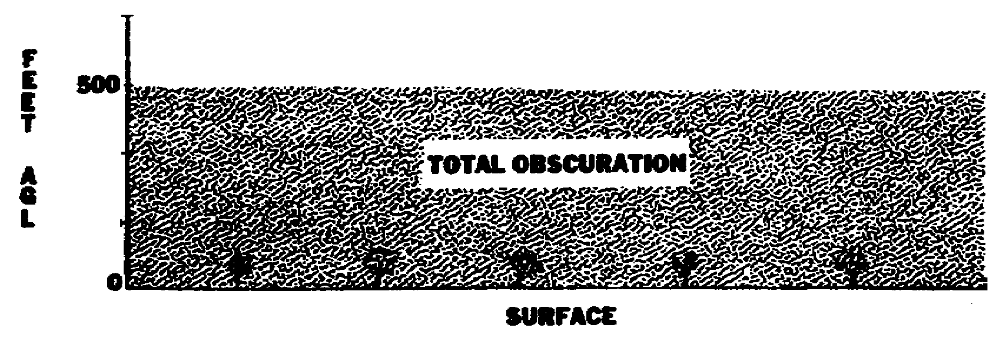 FEET AGL
500
TOTAL OBSCURATION
0
SURFACE